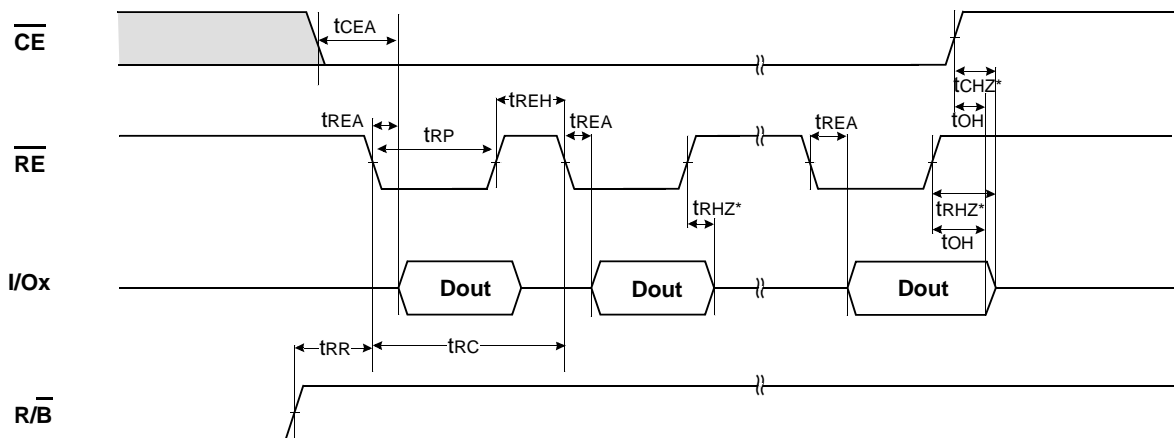 CE
tCEA
tCHZ*
tREH
tOH
tREA
tRP
tREA
tREA
RE
tRHZ*
tRHZ*
tOH
I/Ox
Dout
Dout
Dout
tRR
tRC
R/B